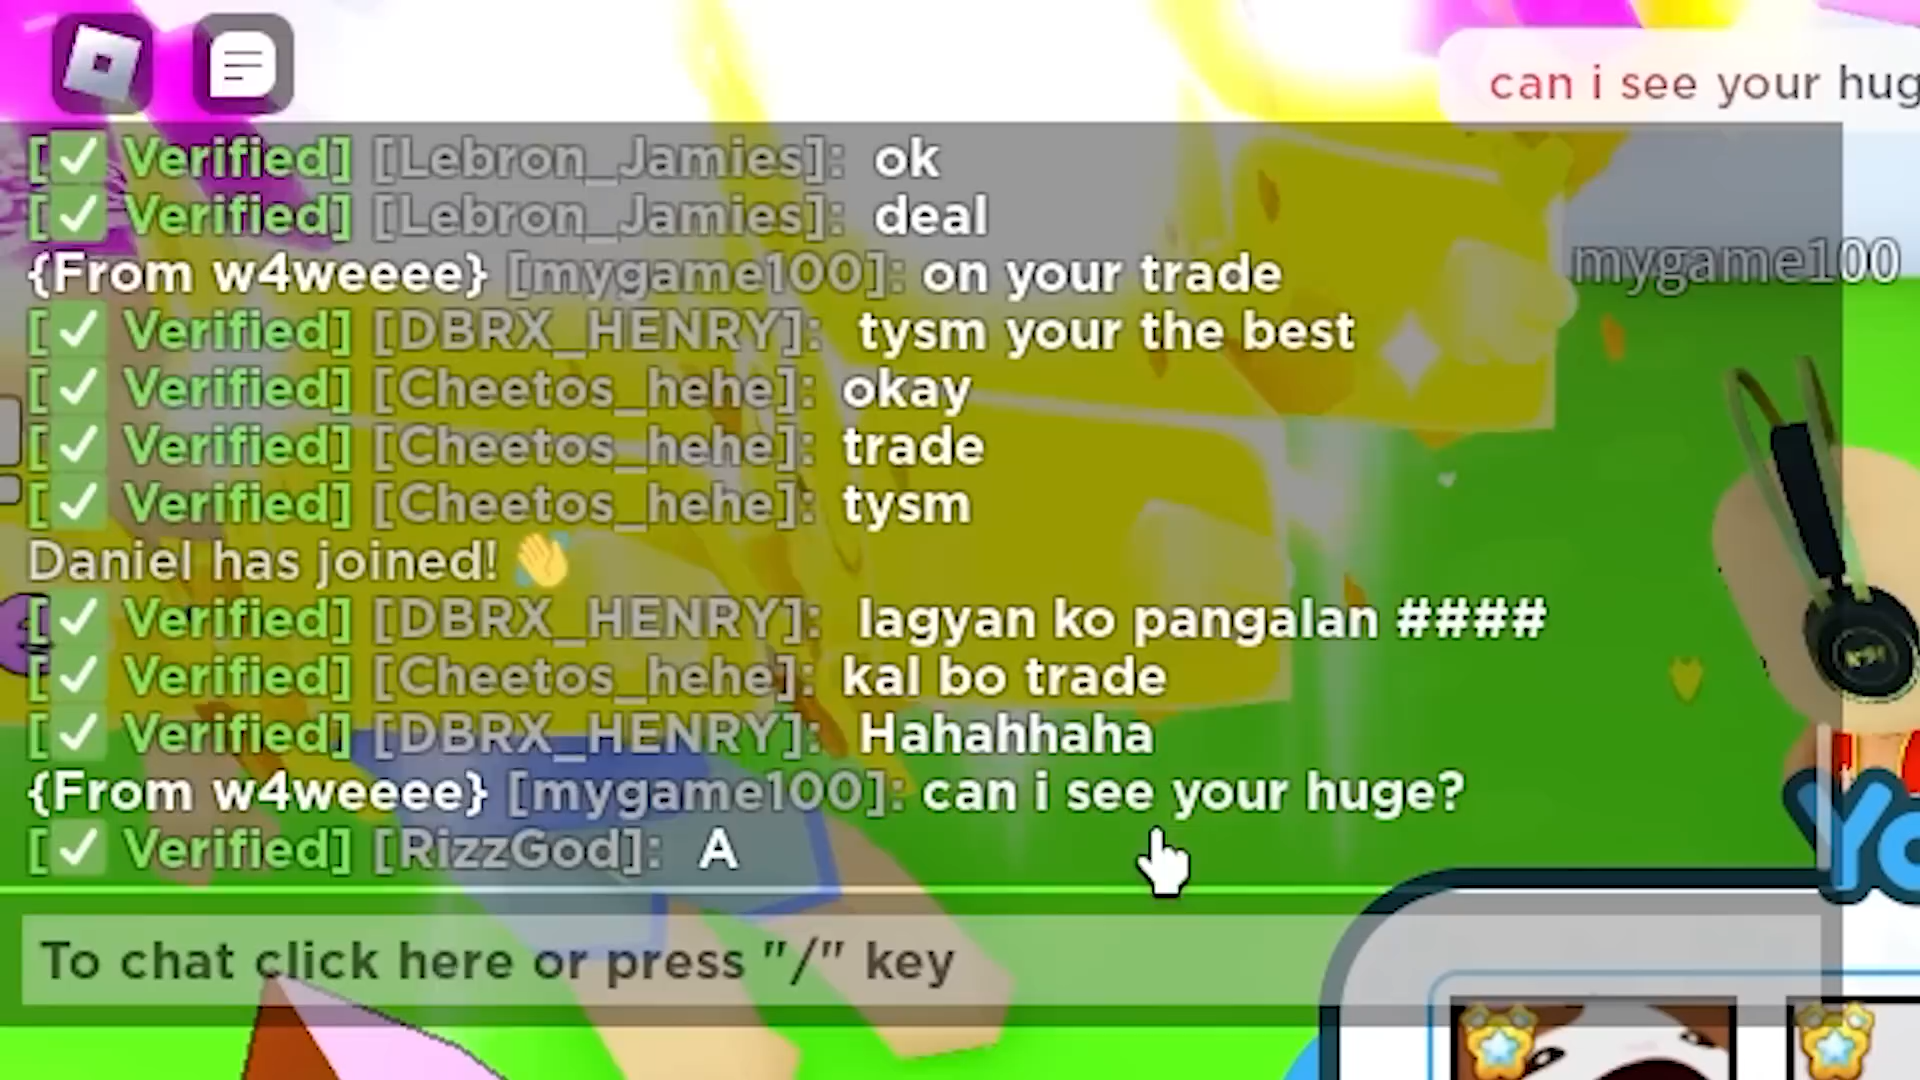 can i see your hug
[✓ Verified] [Lebron_Jamies]: ok
[✓ Verified] [Lebron_Jamies]: deal
{From w4weeee} [mygame100]: on your trade
mygame100
[✓ Verified] [DBRX_HENRY]: tysm your the best
[✓ Verified] [Cheetos_hehe]: okay
[✓ Verified] [Cheetos_hehe]: trade
[✓ Verified] [Cheetos_hehe]: tysm
Daniel has joined! 👋
[✓ Verified] [DBRX_HENRY]: lagyan ko pangalan ####
[✓ Verified] [Cheetos_hehe]: kal bo trade
[✓ Verified] [DBRX_HENRY]: Hahahhaha
{From w4weeee} [mygame100]: can i see your huge?
[✓ Verified] [RizzGod]: A
Yo
To chat click here or press "/" key